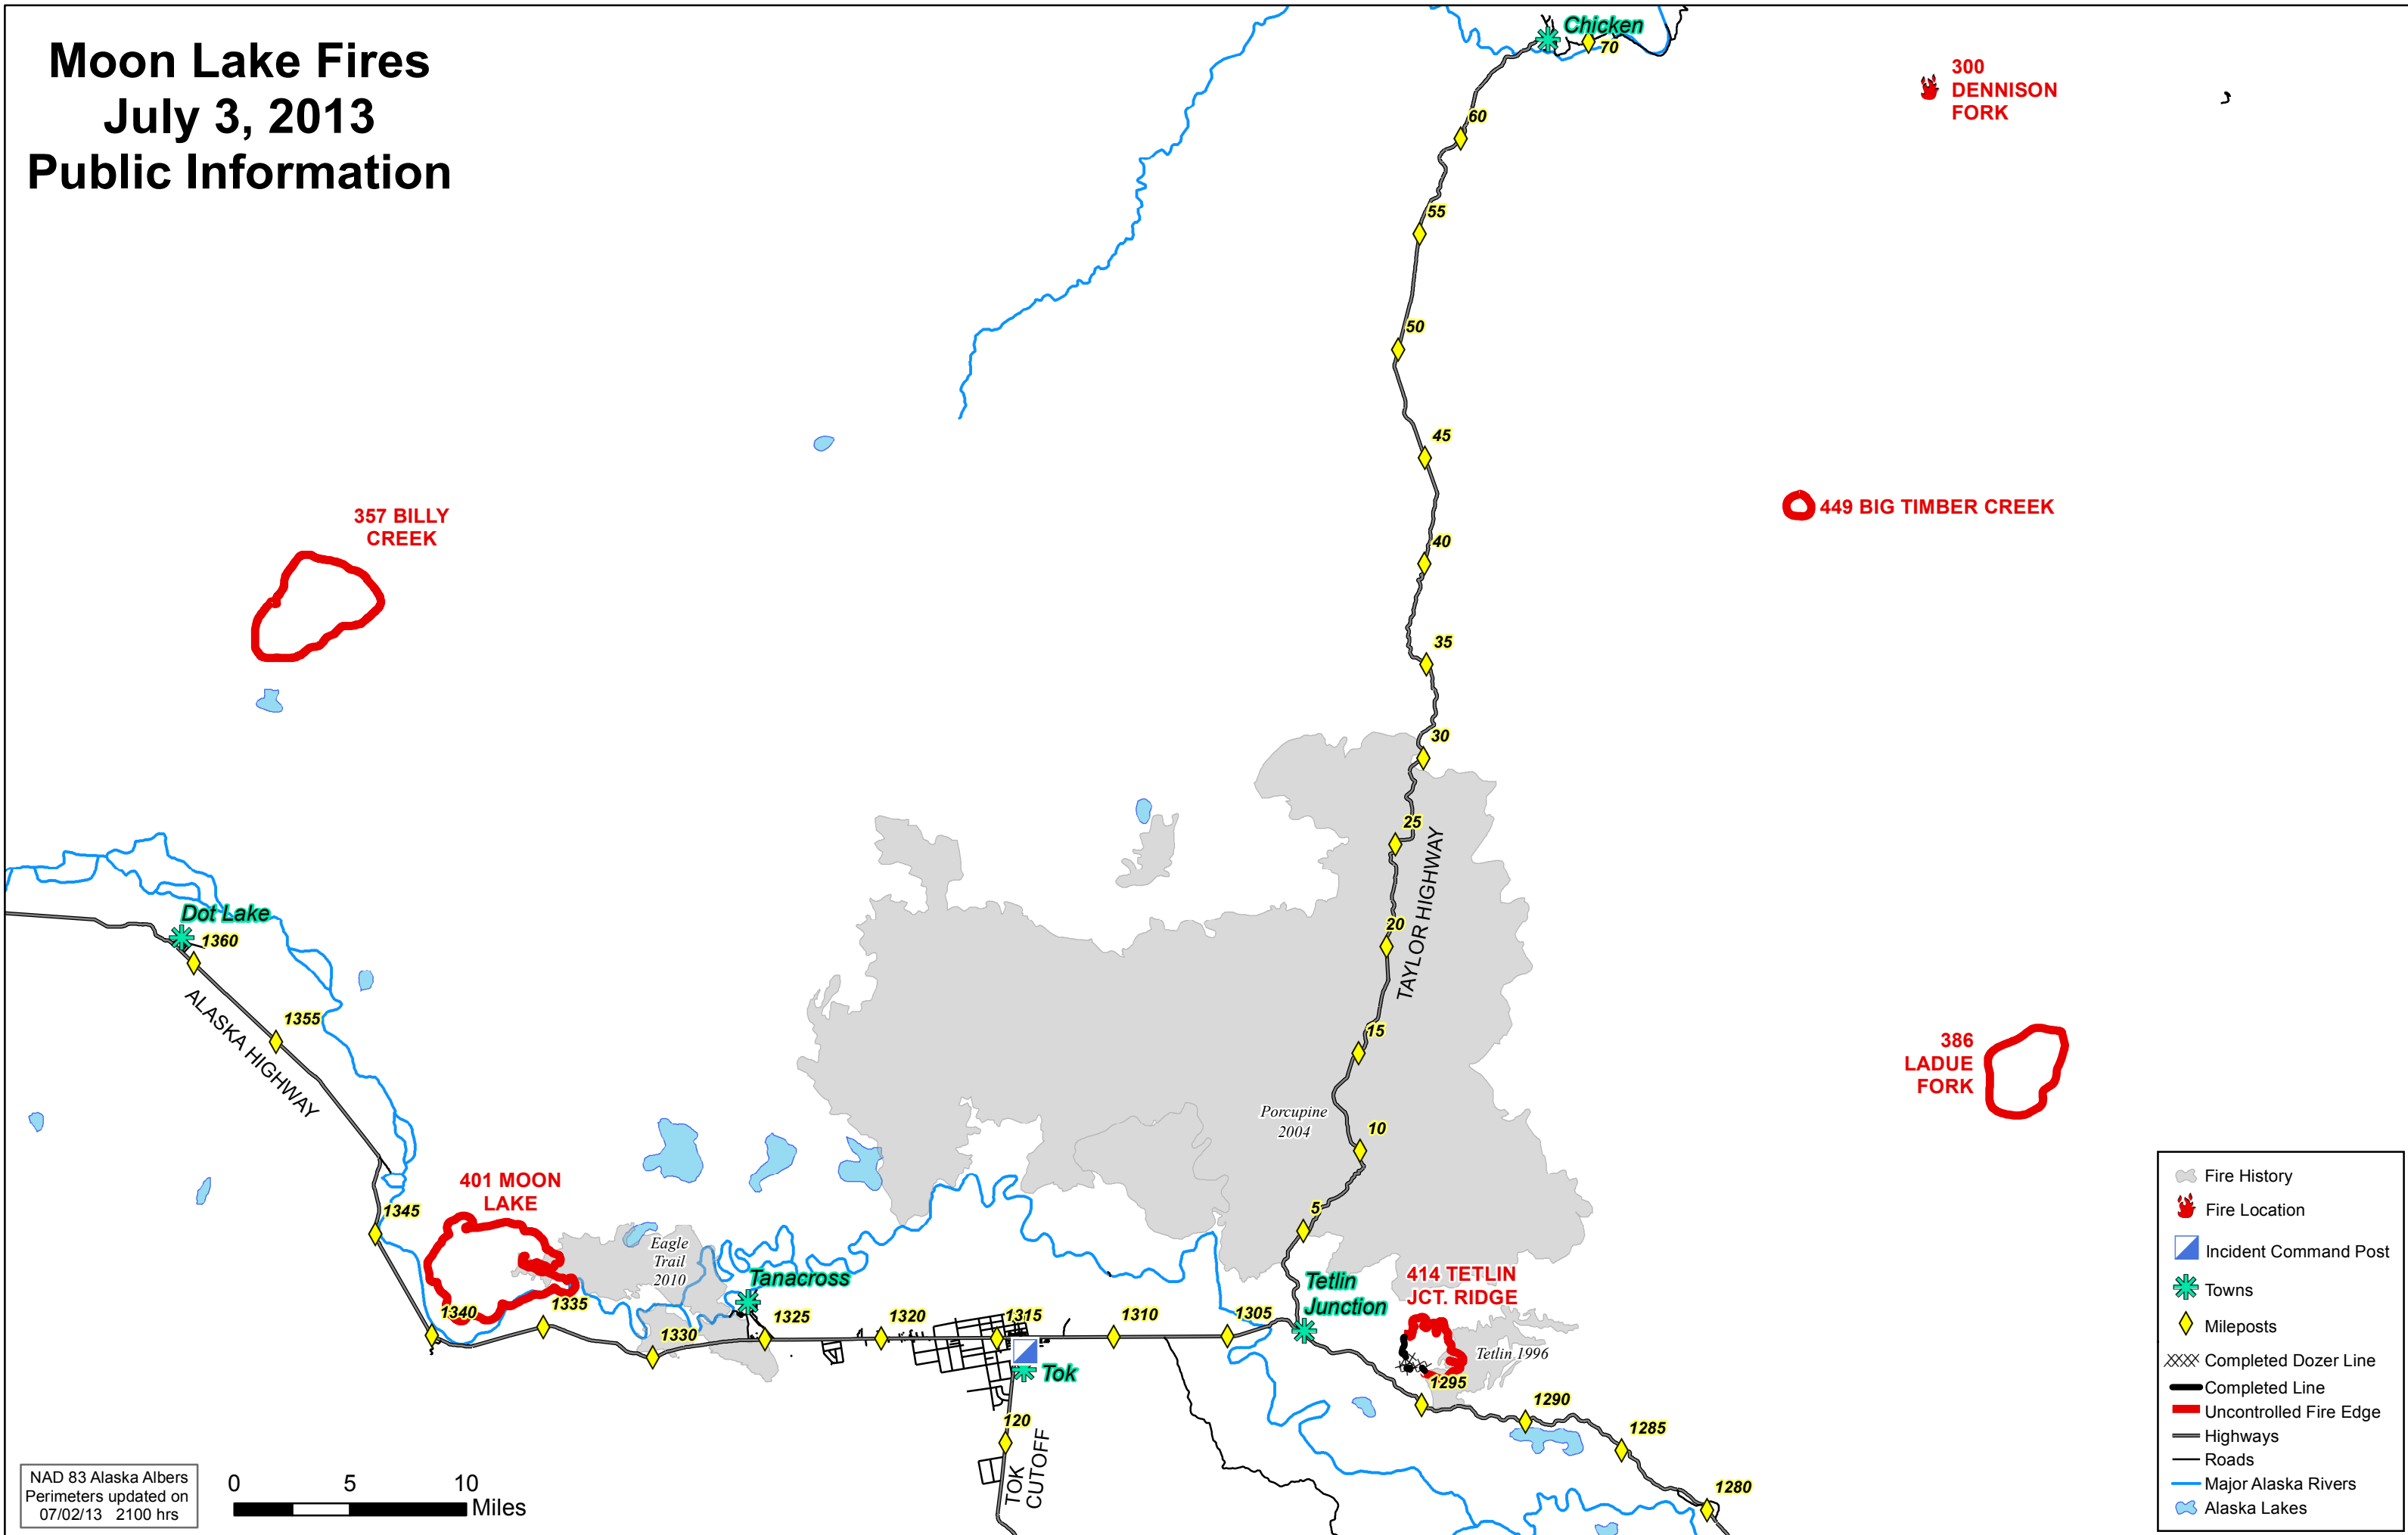 Moon Lake Fires
July 3, 2013
Public Information
Chicken
70
300
DENNISON
FORK
60
55
50
45
449 BIG TIMBER CREEK
357 BILLY
CREEK
40
35
30
25
TAYLOR HIGHWAY
20
Dot Lake
1360
ALASKA HIGHWAY
1355
15
386
LADUE
FORK
Porcupine
2004
10
401 MOON
LAKE
1345
5
Eagle
Trail
2010
Tanacross
Tetlin
Junction
414 TETLIN
JCT. RIDGE
1340
1335
1330
1325
1320
1315
1310
1305
Tetlin 1996
Tok
1295
1290
1285
1280
120
TOK
CUTOFF
Fire History
Fire Location
Incident Command Post
Towns
Mileposts
Completed Dozer Line
Completed Line
Uncontrolled Fire Edge
Highways
Roads
Major Alaska Rivers
Alaska Lakes
NAD 83 Alaska Albers
Perimeters updated on
07/02/13 2100 hrs
0 5 10
Miles